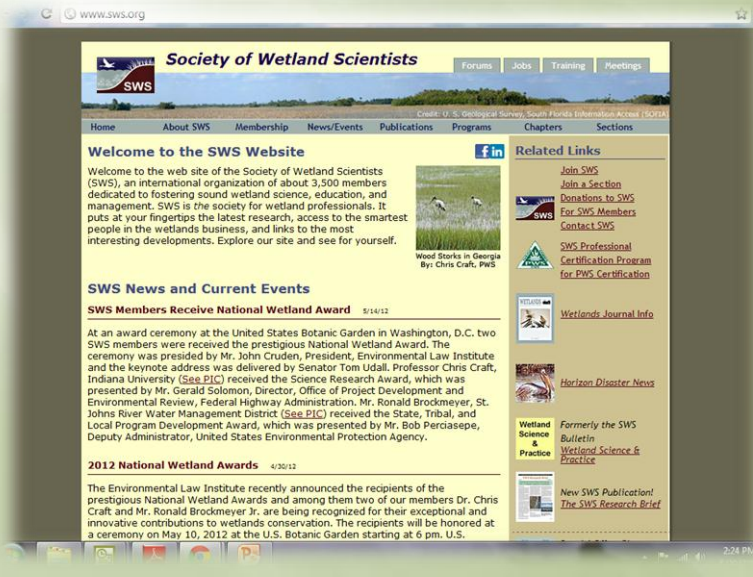 www.sws.org
Society of Wetland Scientists
Forums Jobs Training Meetings
SWS
Credit: U. S. Geological Survey, South Florida Information Access (SOFIA)
Home About SWS Membership News/Events Publications Programs Chapters Sections
Welcome to the SWS Website
f in
Welcome to the web site of the Society of Wetland Scientists
(SWS), an international organization of about 3,500 members
dedicated to fostering sound wetland science, education, and
management. SWS is the society for wetland professionals. It
puts at your fingertips the latest research, access to the smartest
people in the wetlands business, and links to the most
interesting developments. Explore our site and see for yourself.
Wood Storks in Georgia
By: Chris Craft, PWS
SWS News and Current Events
SWS Members Receive National Wetland Award 5/14/12
At an award ceremony at the United States Botanic Garden in Washington, D.C. two
SWS members were received the prestigious National Wetland Award. The
ceremony was presided by Mr. John Cruden, President, Environmental Law Institute
and the keynote address was delivered by Senator Tom Udall. Professor Chris Craft,
Indiana University (See PIC) received the Science Research Award, which was
presented by Mr. Gerald Solomon, Director, Office of Project Development and
Environmental Review, Federal Highway Administration. Mr. Ronald Brockmeyer, St.
Johns River Water Management District (See PIC) received the State, Tribal, and
Local Program Development Award, which was presented by Mr. Bob Perciasepe,
Deputy Administrator, United States Environmental Protection Agency.
2012 National Wetland Awards 4/30/12
The Environmental Law Institute recently announced the recipients of the
prestigious National Wetland Awards and among them two of our members Dr. Chris
Craft and Mr. Ronald Brockmeyer Jr. are being recognized for their exceptional and
innovative contributions to wetlands conservation. The recipients will be honored at
a ceremony on May 10, 2012 at the U.S. Botanic Garden starting at 6 pm. U.S.
Related Links
Join SWS
Join a Section
Donations to SWS
For SWS Members
Contact SWS
SWS
SWS Professional
Certification Program
for PWS Certification
PWS
WETLANDS
Wetlands Journal Info
Horizon Disaster News
Wetland
Science
&
Practice
Formerly the SWS
Bulletin
Wetland Science &
Practice
New SWS Publication!
The SWS Research Brief
2:24 PM